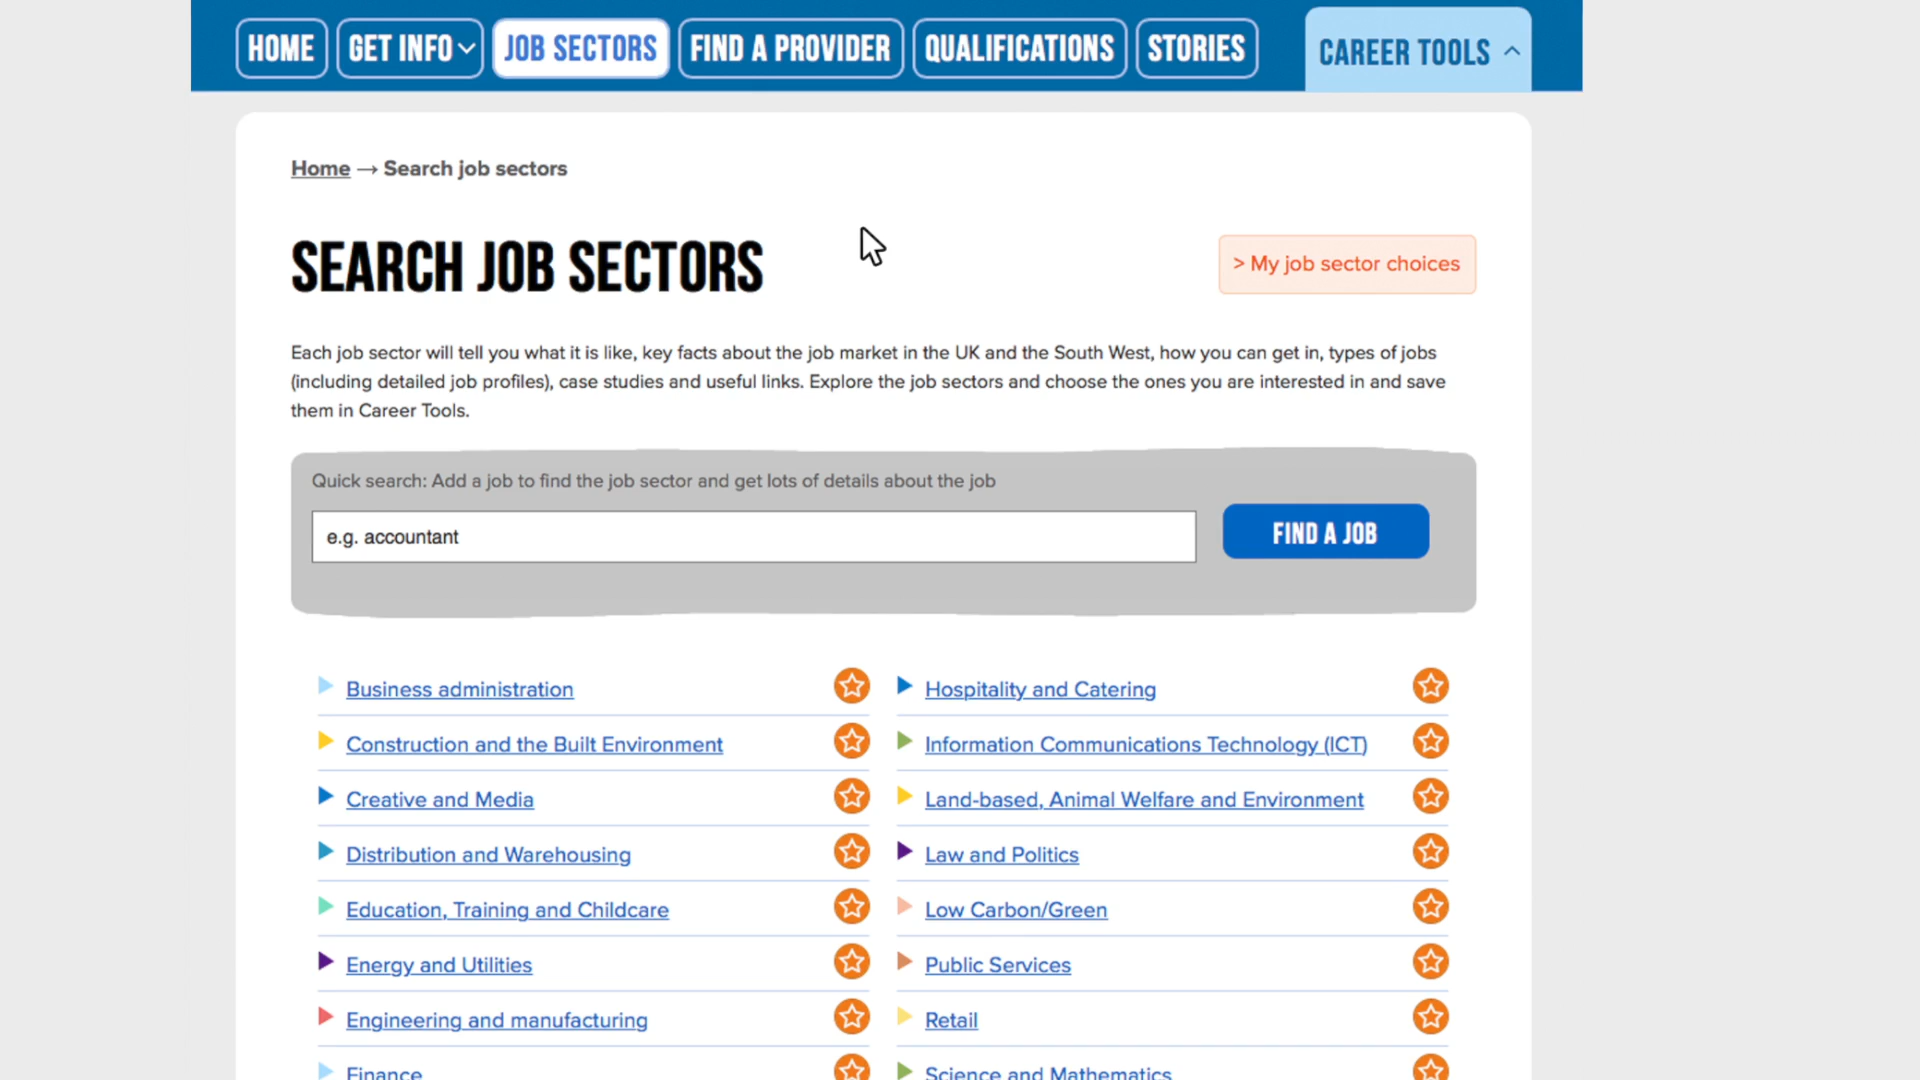 HOME GET INFO JOB SECTORS FIND A PROVIDER QUALIFICATIONS STORIES CAREER TOOLS
Home → Search job sectors
SEARCH JOB SECTORS
> My job sector choices
Each job sector will tell you what it is like, key facts about the job market in the UK and the South West, how you can get in, types of jobs
(including detailed job profiles), case studies and useful links. Explore the job sectors and choose the ones you are interested in and save
them in Career Tools.
Quick search: Add a job to find the job sector and get lots of details about the job
e.g. accountant
FIND A JOB
Business administration
Construction and the Built Environment
Creative and Media
Distribution and Warehousing
Education, Training and Childcare
Energy and Utilities
Engineering and manufacturing
Finance
Hospitality and Catering
Information Communications Technology (ICT)
Land-based, Animal Welfare and Environment
Law and Politics
Low Carbon/Green
Public Services
Retail
Science and Mathematics